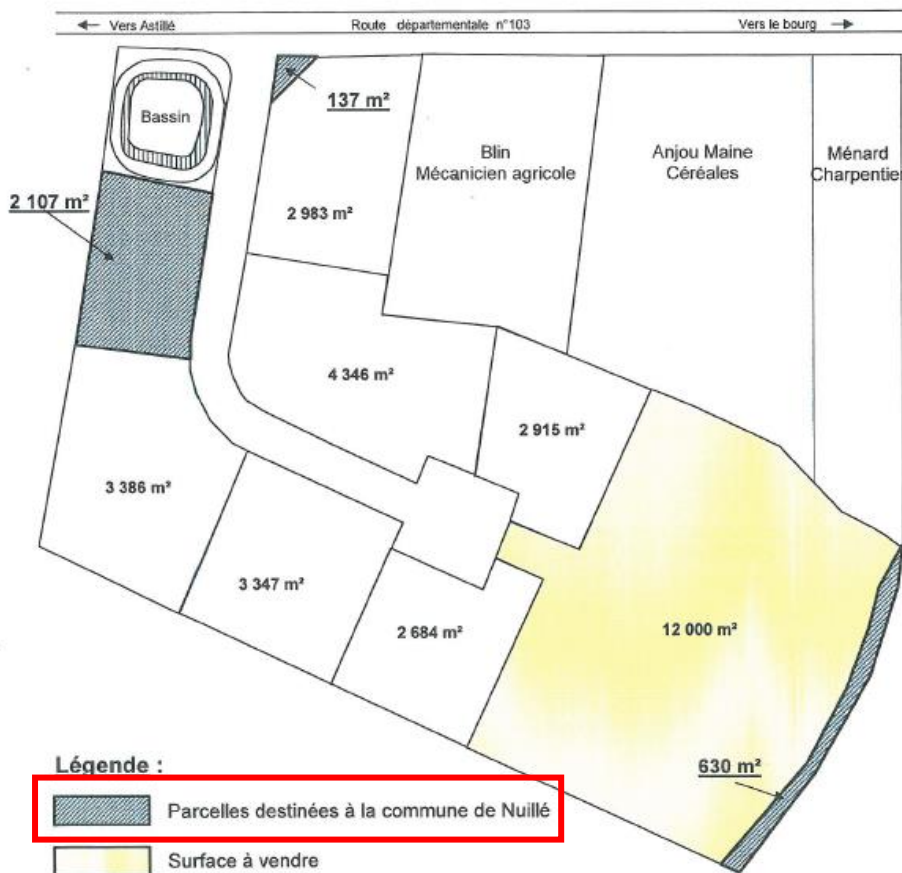 Vers Astillé
Route départementale n°103
Vers le bourg
137 m²
Bassin
Blin
Mécanicien agricole
Anjou Maine
Céréales
Ménard
Charpentier
2 107 m²
2 983 m²
4 346 m²
2 915 m²
3 386 m²
3 347 m²
2 684 m²
12 000 m²
630 m²
Légende :
Parcelles destinées à la commune de Nuillé
Surface à vendre